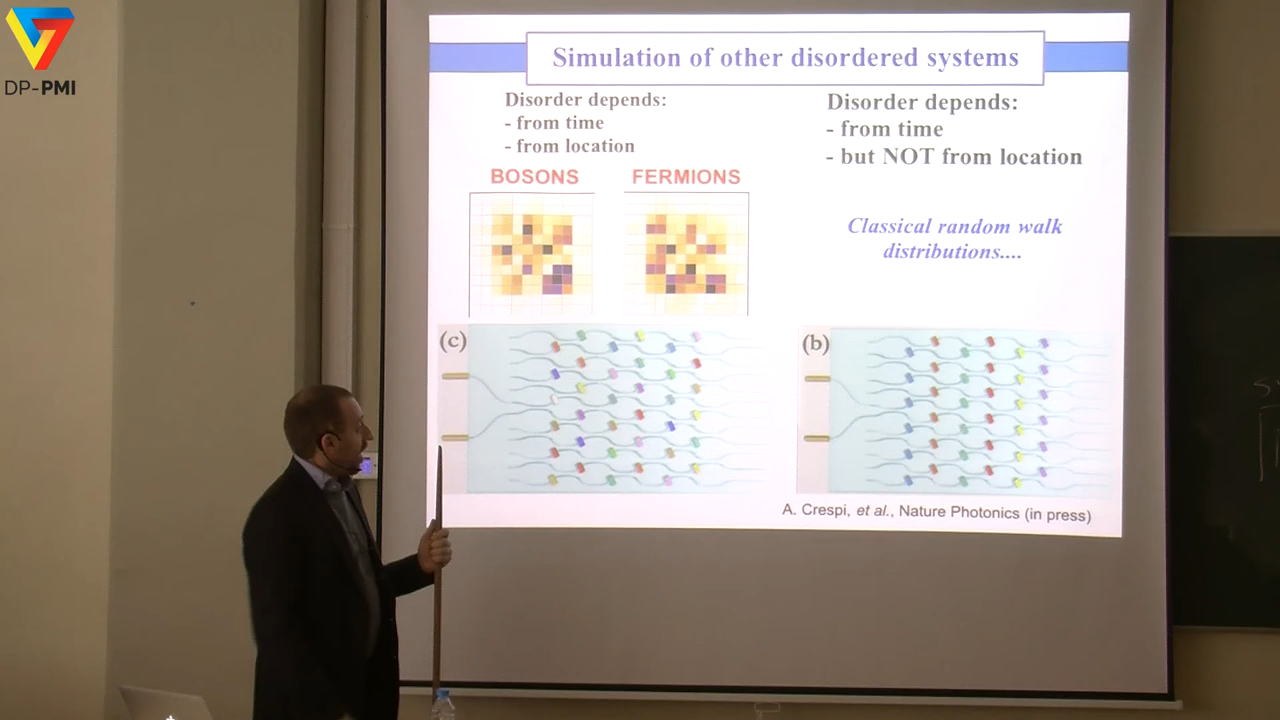 DP-PMI
Simulation of other disordered systems
Disorder depends:
- from time
- from location
BOSONS
FERMIONS
Disorder depends:
- from time
- but NOT from location
Classical random walk
distributions....
(c)
(b)
A. Crespi, et al., Nature Photonics (in press)